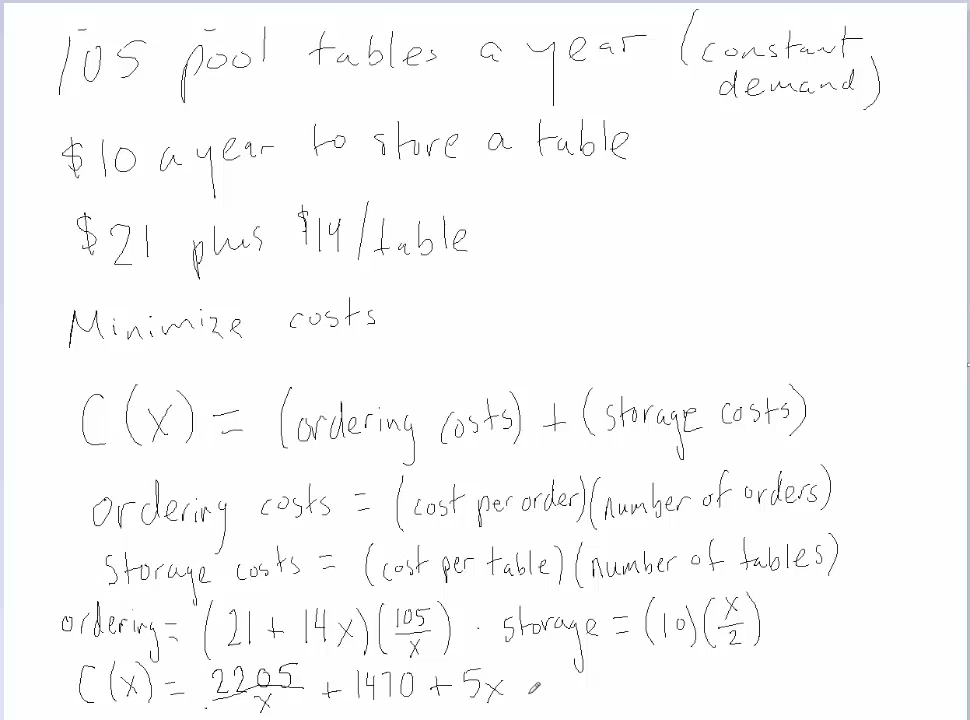 105 pool tables a year (constant demand)
$10 a year to store a table
$21 plus $14/table
Minimize costs
C(x) = (ordering costs) + (storage costs)
ordering costs = (cost per order)(number of orders)
storage costs = (cost per table)(number of tables)
ordering = (21 + 14x)(105/x) . storage = (10)(x/2)
C(x) = 2205/x + 1470 + 5x